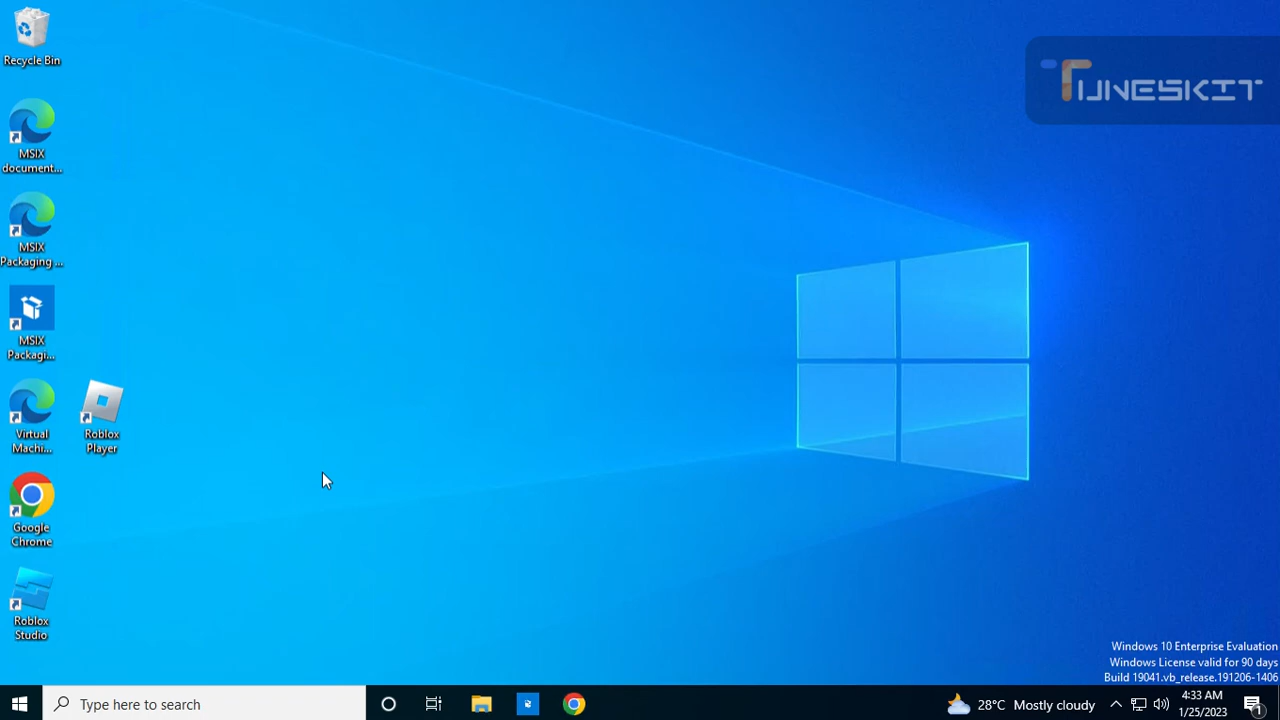 Recycle Bin
MSIX
document...
MSIX
Packaging ...
MSIX
Packagi...
Virtual
Machi...
Roblox
Player
Google
Chrome
Roblox
Studio
TUNESKIT
Windows 10 Enterprise Evaluation
Windows License valid for 90 days
Build 19041.vb_release.191206-1406
Type here to search
28°C Mostly cloudy
4:33 AM
1/25/2023
1